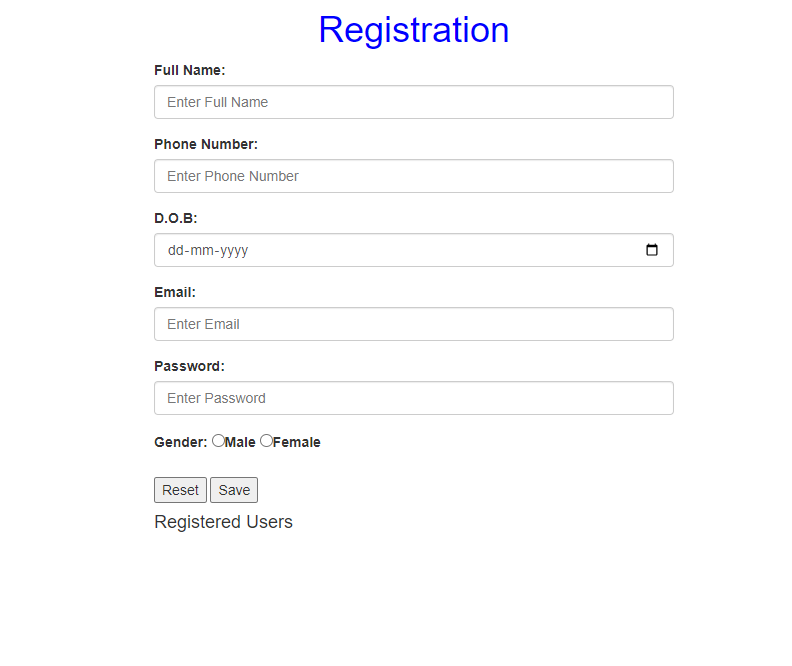 Registration
Full Name:
Enter Full Name
Phone Number:
Enter Phone Number
D.O.B:
dd-mm-yyyy
Email:
Enter Email
Password:
Enter Password
Gender: Male Female
Reset Save
Registered Users